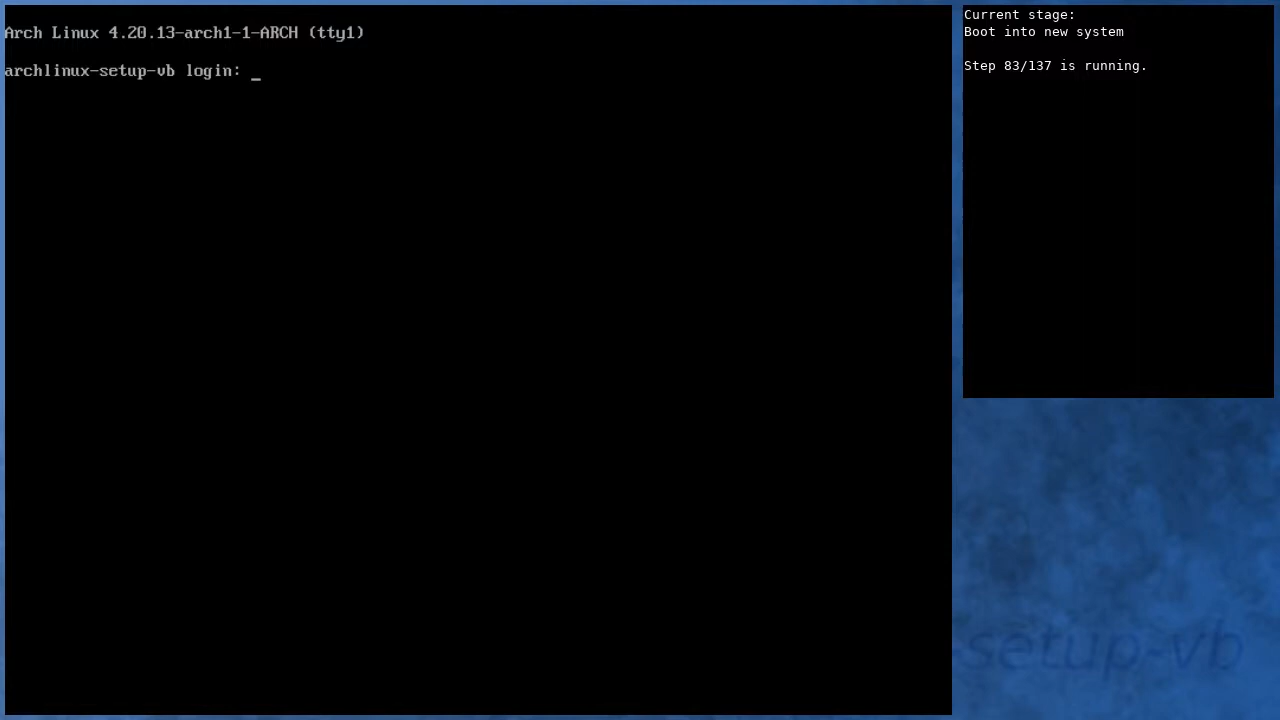 Arch Linux 4.20.13-arch1-1-ARCH (tty1)
archlinux-setup-vb login: _
Current stage:
Boot into new system
Step 83/137 is running.
-setup-vb